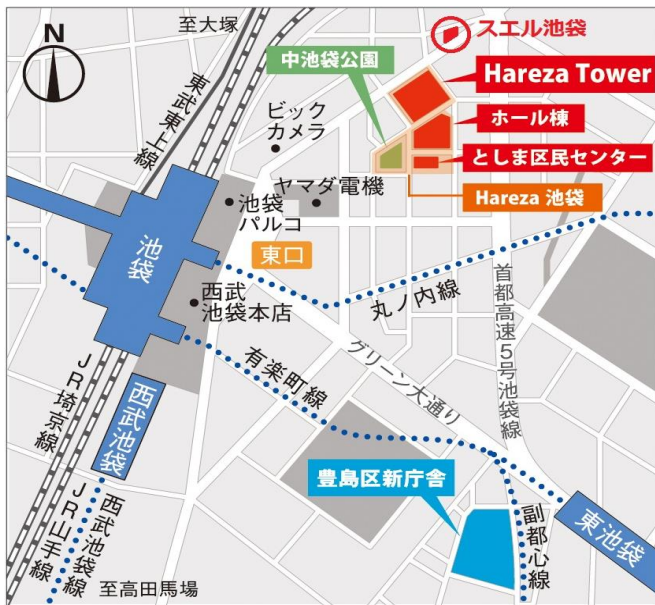 至大塚
スエル池袋
N
中池袋公園
Hareza Tower
東武東上線
ビック
カメラ
ホール棟
としま区民センター
ヤマダ電機
Hareza 池袋
池袋
パルコ
池袋
東口
西武
池袋本店
丸ノ内線
首都高速5号池袋線
有楽町線
グリーン大通り
JR埼京線
西武池袋
豊島区新庁舎
西武池袋線
JR山手線
副都心線
東池袋
至高田馬場